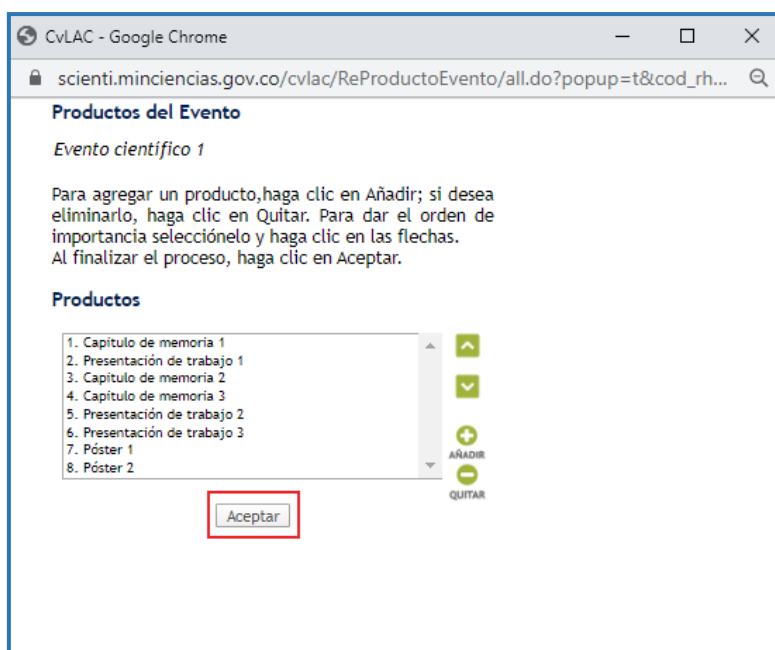 CvLAC - Google Chrome
scienti.minciencias.gov.co/cvlac/ReProductoEvento/all.do?popup=t&cod_rh...
Productos del Evento
Evento científico 1
Para agregar un producto,haga clic en Añadir; si desea
eliminarlo, haga clic en Quitar. Para dar el orden de
importancia selecciónelo y haga clic en las flechas.
Al finalizar el proceso, haga clic en Aceptar.
Productos
1. Capitulo de memoria 1
2. Presentación de trabajo 1
3. Capitulo de memoria 2
4. Capitulo de memoria 3
5. Presentación de trabajo 2
6. Presentación de trabajo 3
7. Póster 1
8. Póster 2
AÑADIR
QUITAR
Aceptar